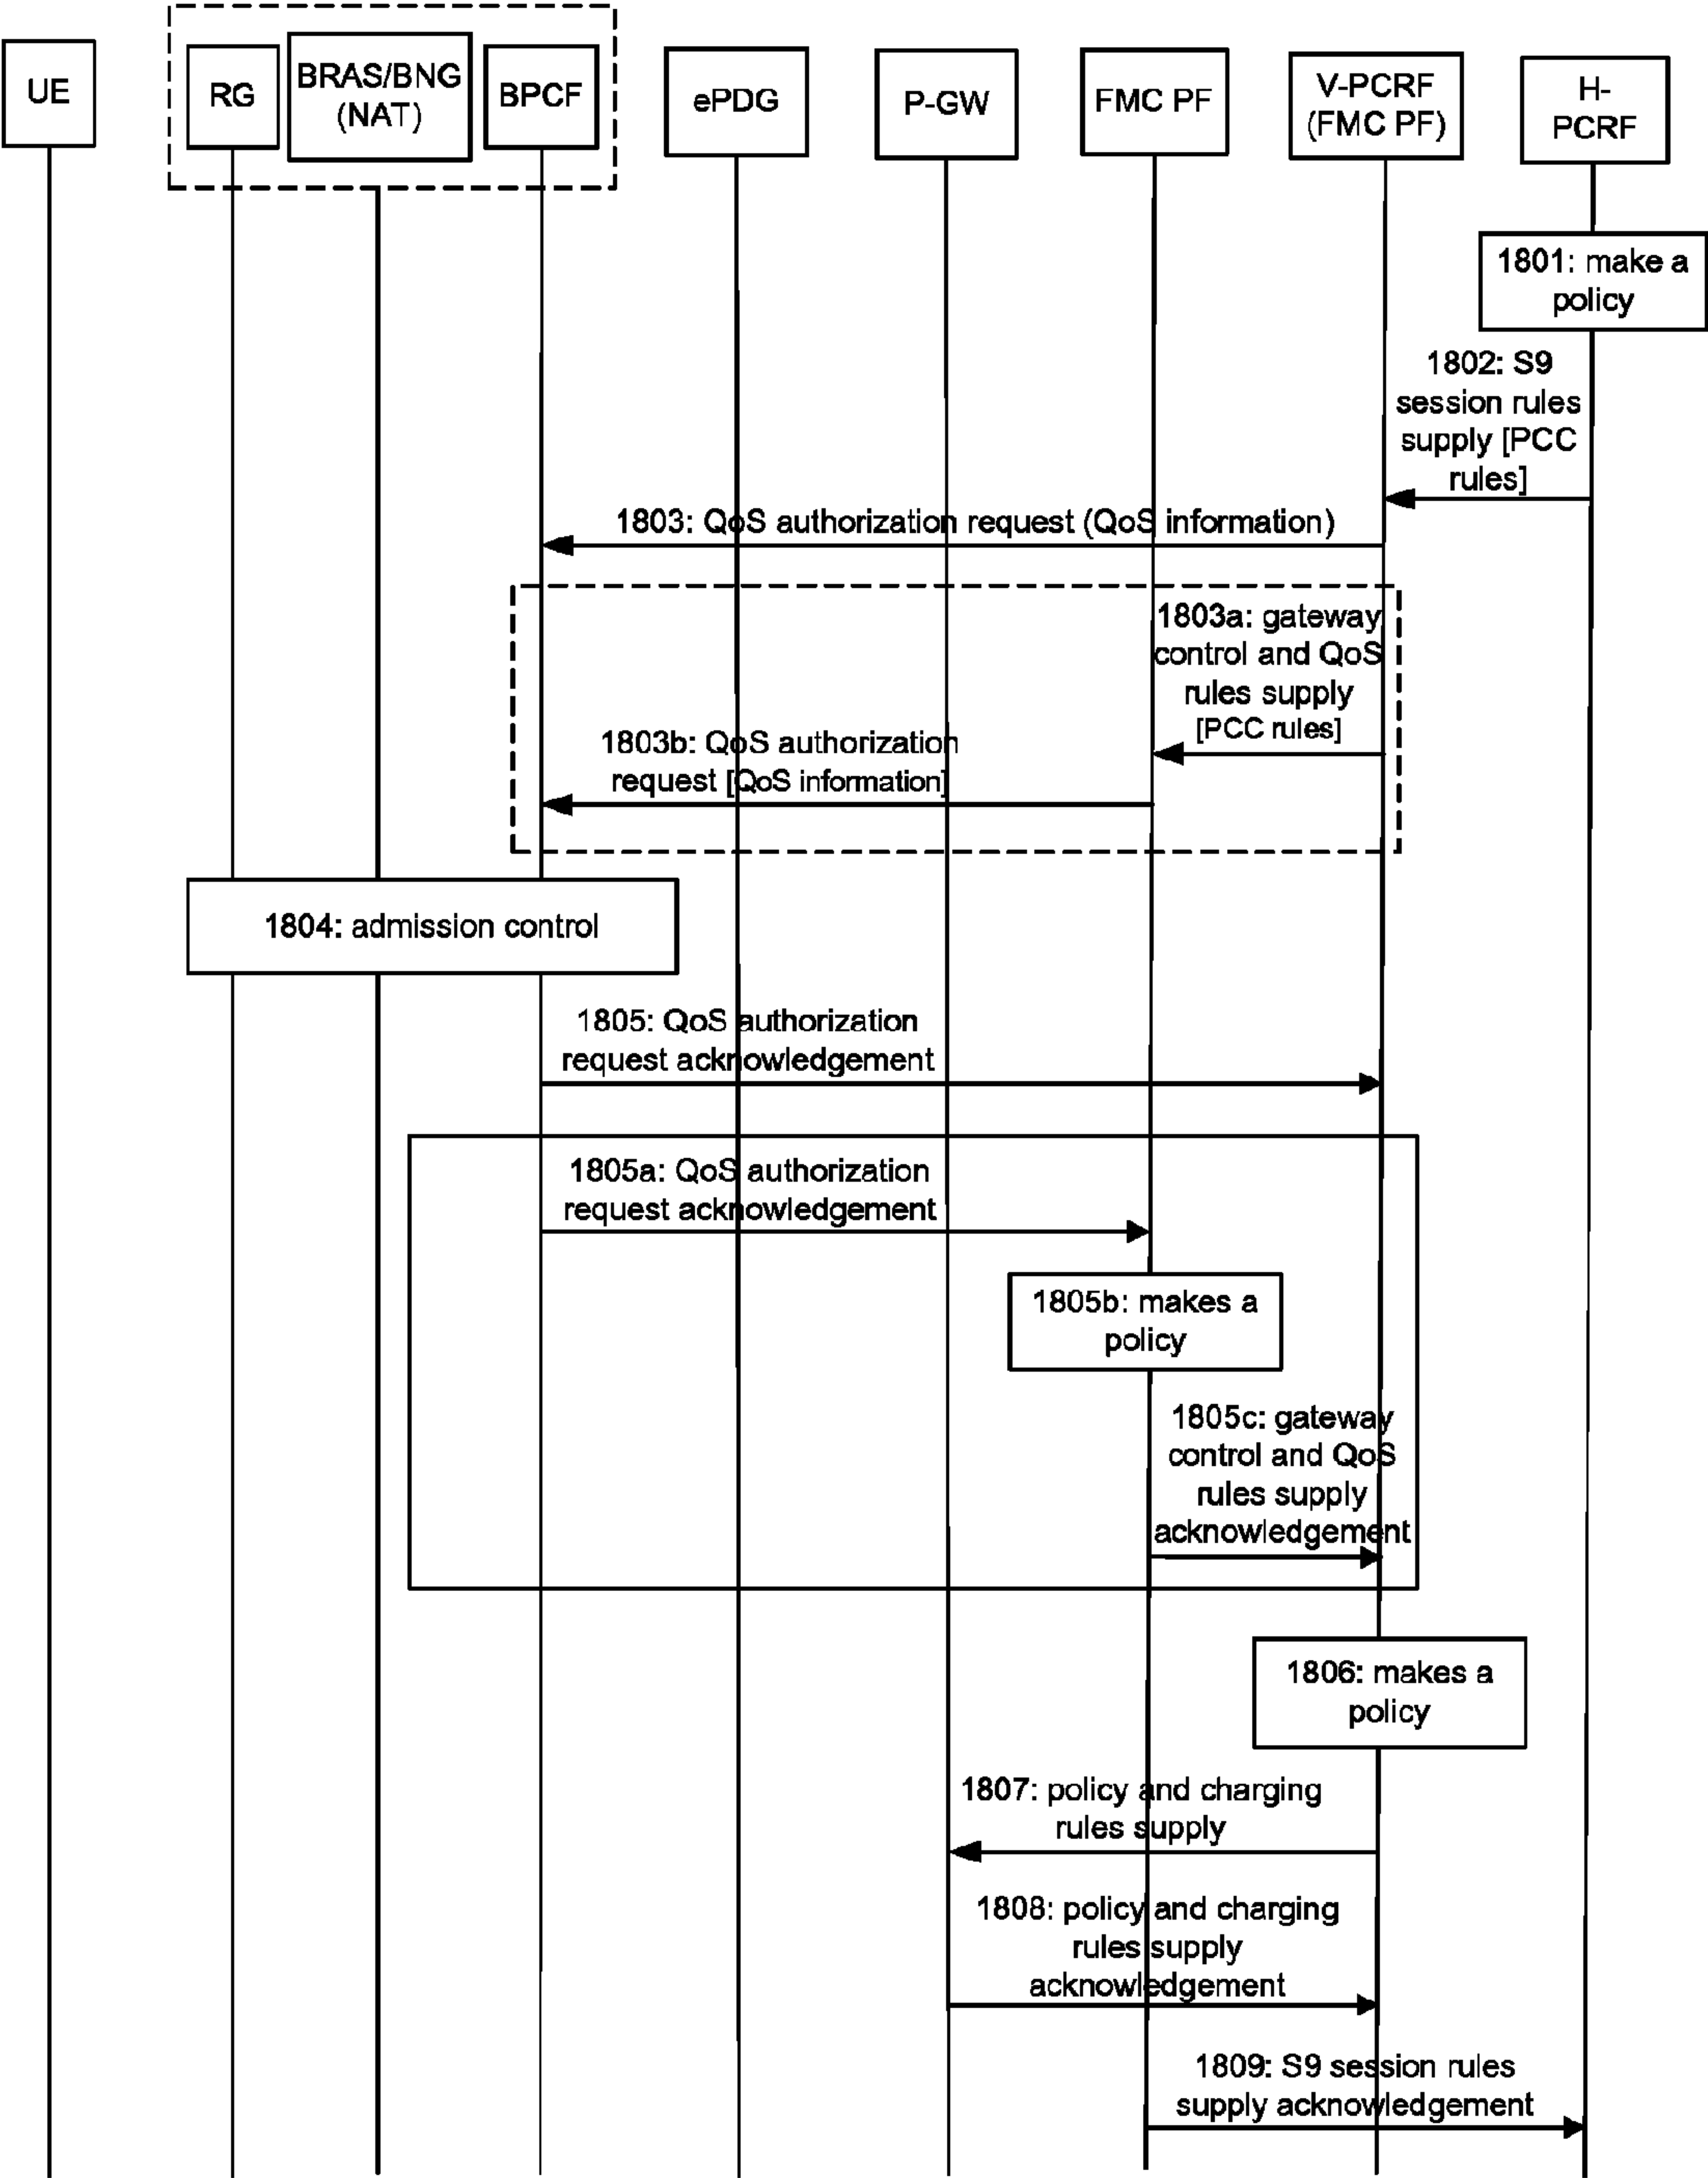 UE
RG
BRAS/BNG
(NAT)
BPCF
ePDG
P-GW
FMC PF
V-PCRF
(FMC PF)
H-
PCRF
1801: make a
policy
1802: S9
session rules
supply [PCC
rules]
1803: QoS authorization request (QoS information)
1803a: gateway
control and QoS
rules supply
[PCC rules]
1803b: QoS authorization
request [QoS information]
1804: admission control
1805: QoS authorization
request acknowledgement
1805a: QoS authorization
request acknowledgement
1805b: makes a
policy
1805c: gateway
control and QoS
rules supply
acknowledgement
1806: makes a
policy
1807: policy and charging
rules supply
1808: policy and charging
rules supply
acknowledgement
1809: S9 session rules
supply acknowledgement